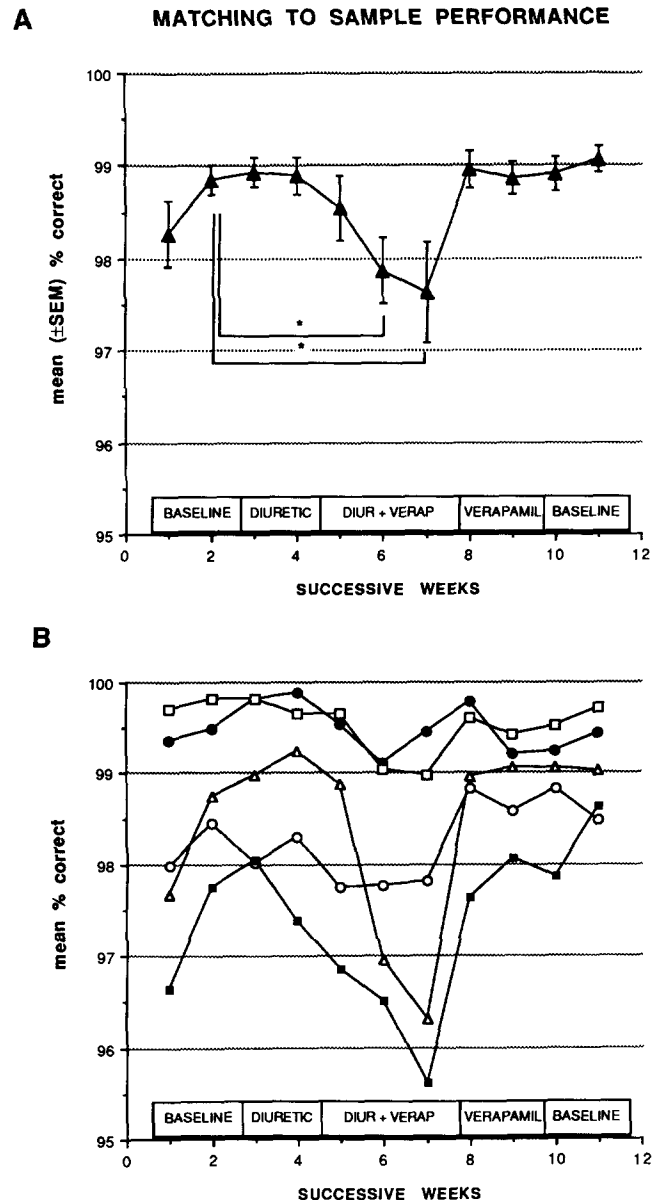 A
MATCHING TO SAMPLE PERFORMANCE
100
99
98
97
96
95
mean (±SEM) % correct
*
*
BASELINE DIURETIC DIUR + VERAP VERAPAMIL BASELINE
0 2 4 6 8 10 12
SUCCESSIVE WEEKS
B
100
99
98
97
96
95
mean % correct
BASELINE DIURETIC DIUR + VERAP VERAPAMIL BASELINE
0 2 4 6 8 10 12
SUCCESSIVE WEEKS